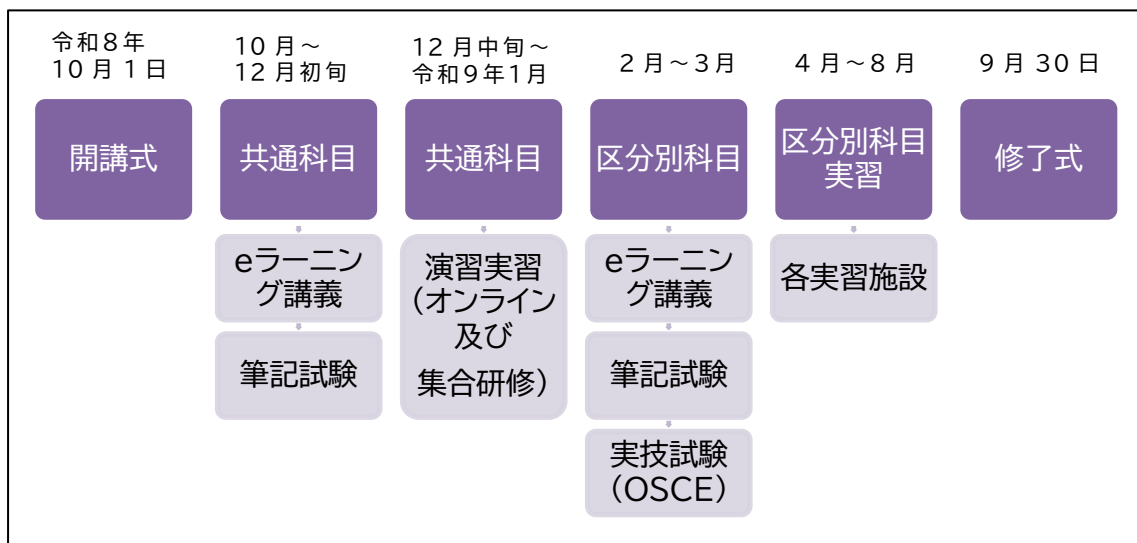 令和８年
10月1日
10月～
12月初旬
12月中旬～
令和９年１月
2月～3月
4月～8月
9月30日
開講式
共通科目
共通科目
区分別科目
区分別科目
実習
修了式
eラーニン
グ講義
筆記試験
演習実習
（オンライン
及び
集合研修）
eラーニン
グ講義
筆記試験
実技試験
（OSCE）
各実習施設